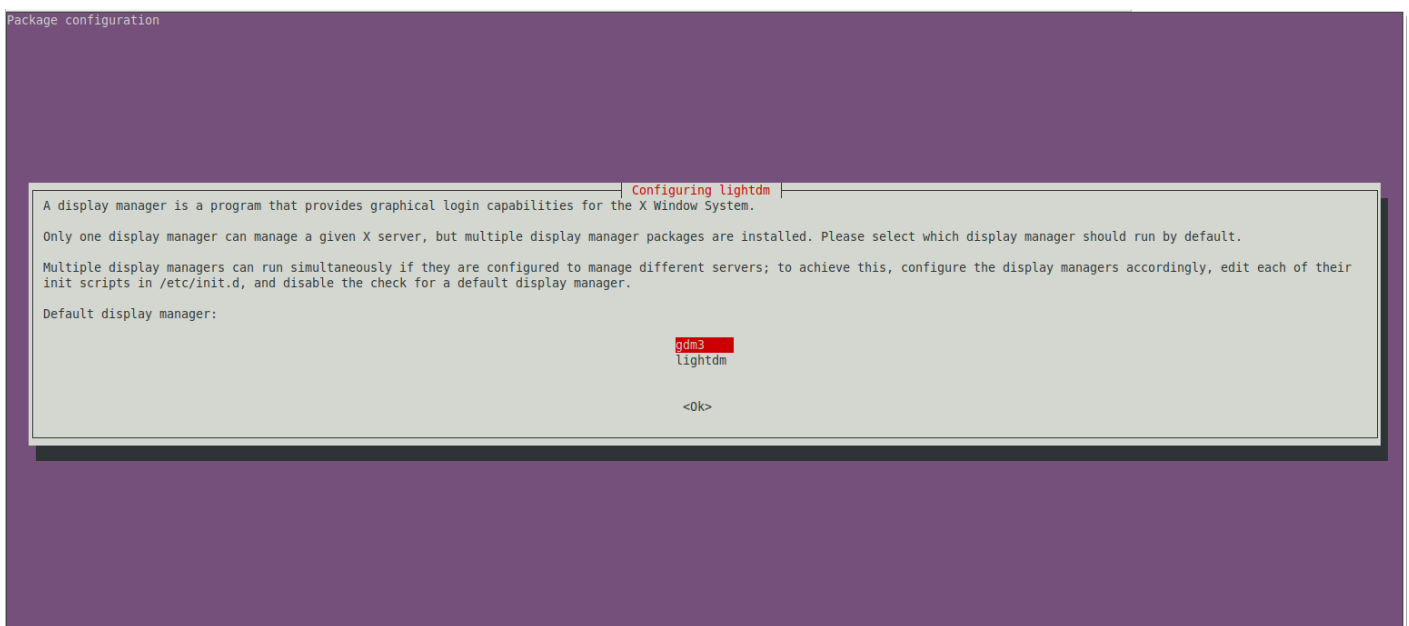 Package configuration
Configuring lightdm
A display manager is a program that provides graphical login capabilities for the X Window System.
Only one display manager can manage a given X server, but multiple display manager packages are installed. Please select which display manager should run by default.
Multiple display managers can run simultaneously if they are configured to manage different servers; to achieve this, configure the display managers accordingly, edit each of their
init scripts in /etc/init.d, and disable the check for a default display manager.
Default display manager:
gdm3
lightdm
<Ok>